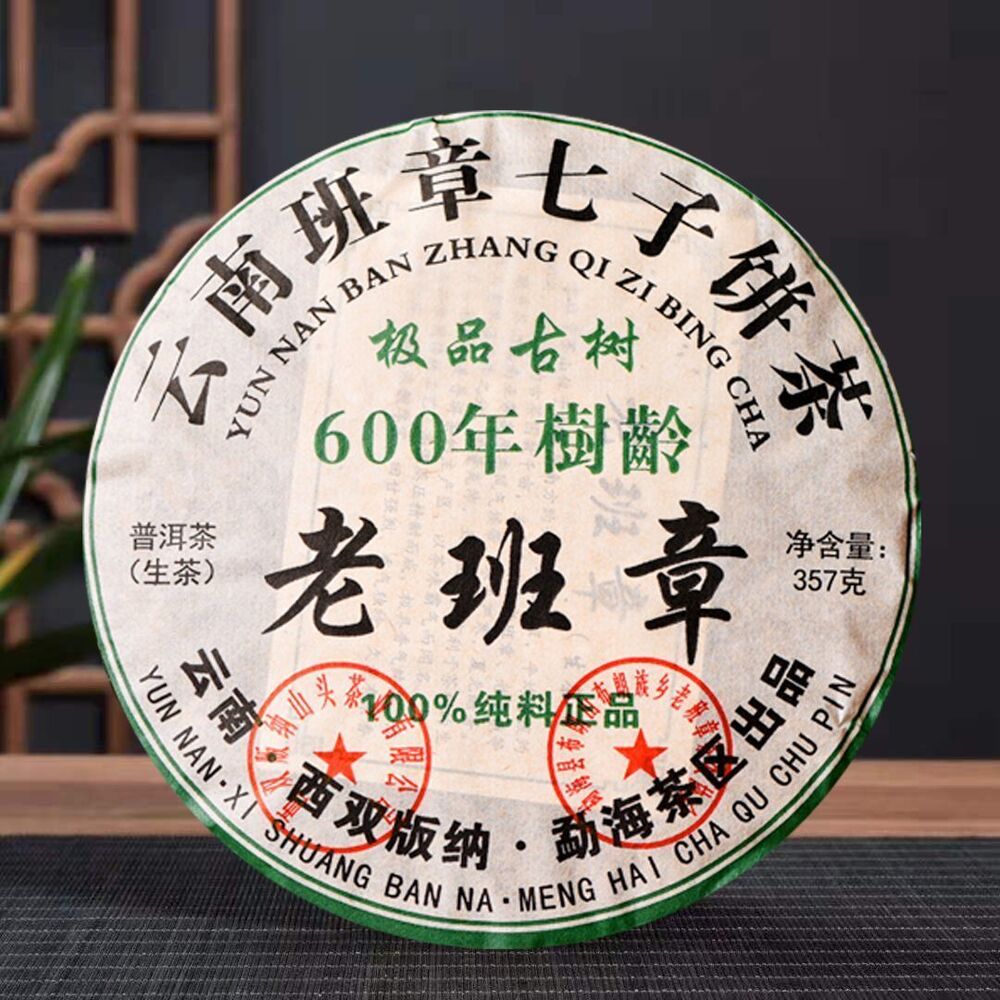 云南班章七子饼茶
YUN NAN BAN ZHANG QI ZI BING CHA
极品古树
600年樹齡
老班章
普洱茶
（生茶）
净含量：
357克
100%纯料正品
云南·西双版纳·勐海茶区出品
YUN NAN·XI SHUANG BAN NA·MENG HAI CHA QU CHU PIN